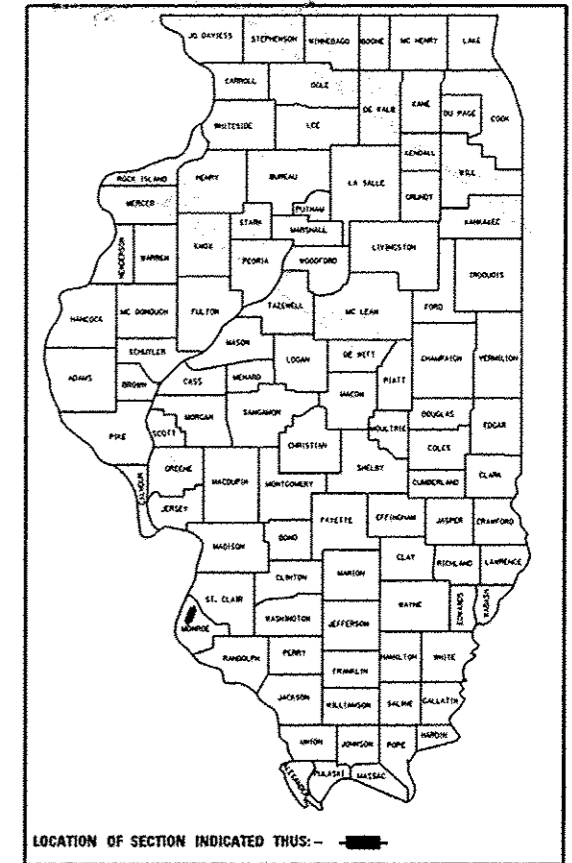 JO DAVIESS STEPHENSON WINNEBAGO BOONE MC HENRY LAKE
CARROLL OGLE DE KALB KANE DU PAGE COOK
WHITESIDE LEE
KENDALL WILL
ROCK ISLAND HENRY BUREAU LA SALLE GRUNDY
MERCER PUTNAM KANKAKEE
STARK MARSHALL
HENDERSON WARREN KNOX PEORIA WOODFORD LIVINGSTON IROQUOIS
HANCOCK MC DONOUGH FULTON TAZEWELL MC LEAN FORD
MASON
SCHUYLER LOGAN DE WITT CHAMPAIGN VERMILION
ADAMS BROWN CASS MENARD MACON PIATT
MORGAN SANGAMON DOUGLAS
PIKE SCOTT CHRISTIAN MOULTRIE COLES EDGAR
GREENE MACOUPIN MONTGOMERY SHELBY CUMBERLAND CLARK
CALHOUN JERSEY FAYETTE EFFINGHAM JASPER CRAWFORD
MADISON BOND CLAY RICHLAND LAWRENCE
CLINTON MARION
ST. CLAIR WAYNE EDWARDS WABASH
MONROE WASHINGTON JEFFERSON
RANDOLPH PERRY FRANKLIN HAMILTON WHITE
JACKSON WILLIAMSON SALINE GALLATIN
UNION JOHNSON POPE HARDIN
ALEXANDER PULASKI MASSAC
LOCATION OF SECTION INDICATED THUS:-